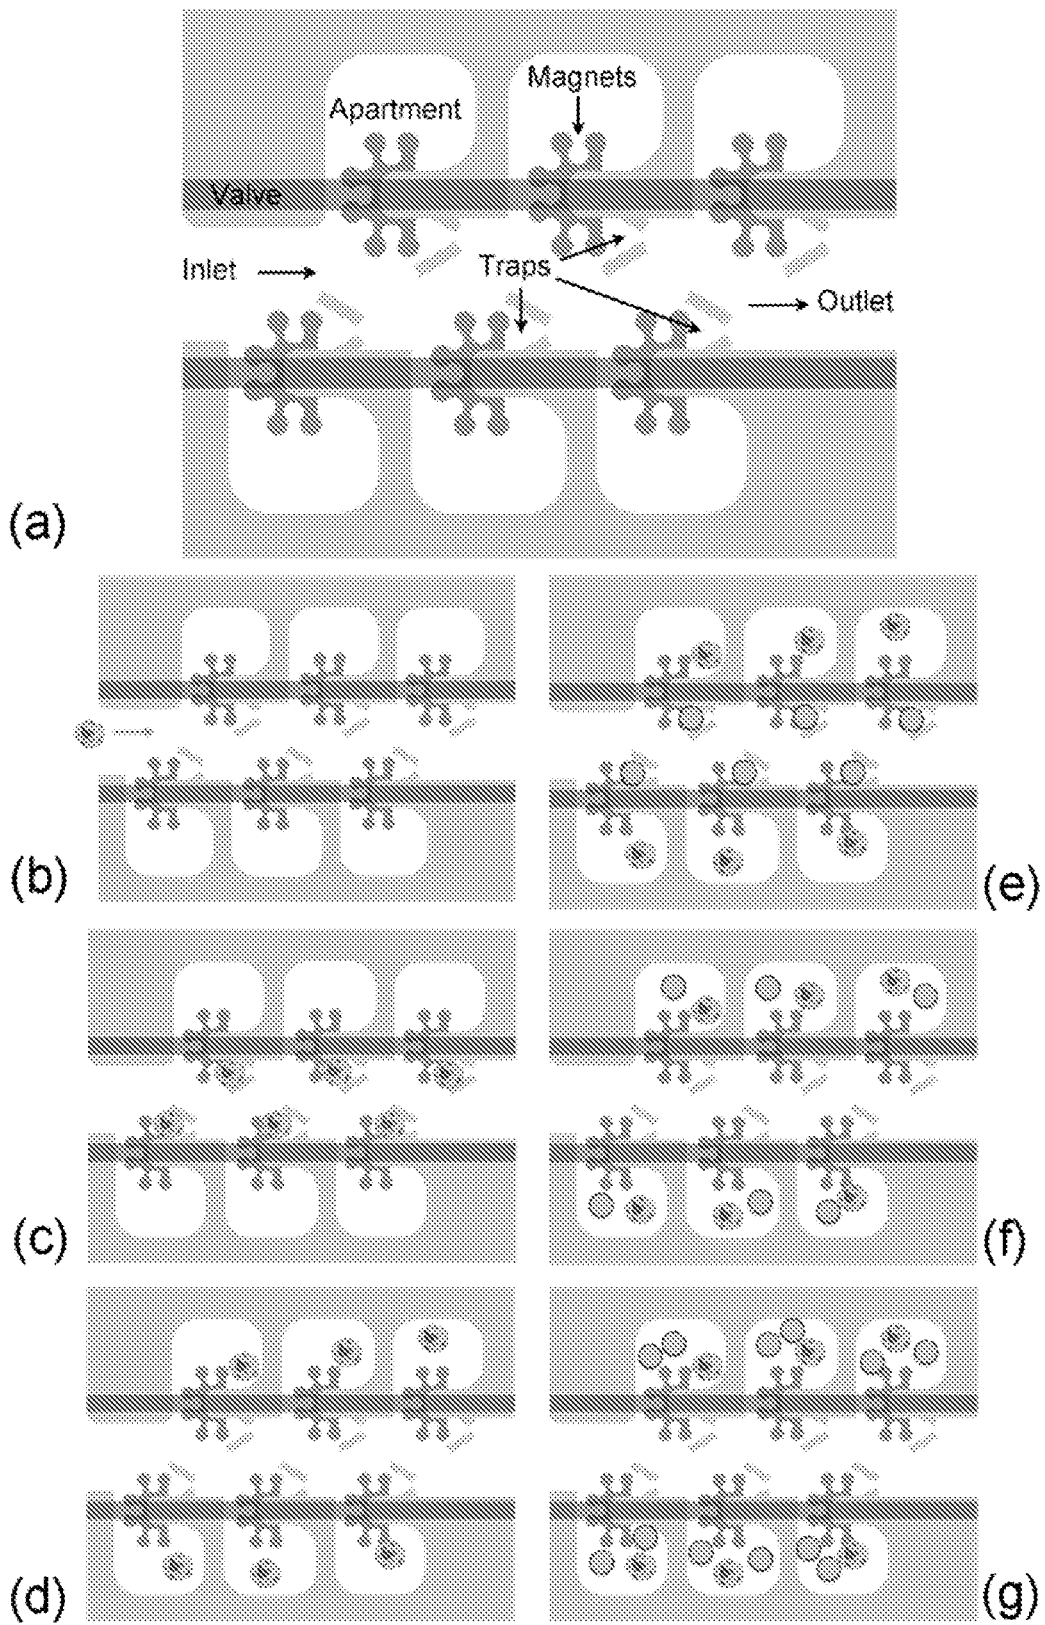 Magnets
Apartment
Valve
Inlet
Traps
Outlet
(a)
(b)
(e)
(c)
(f)
(d)
(g)